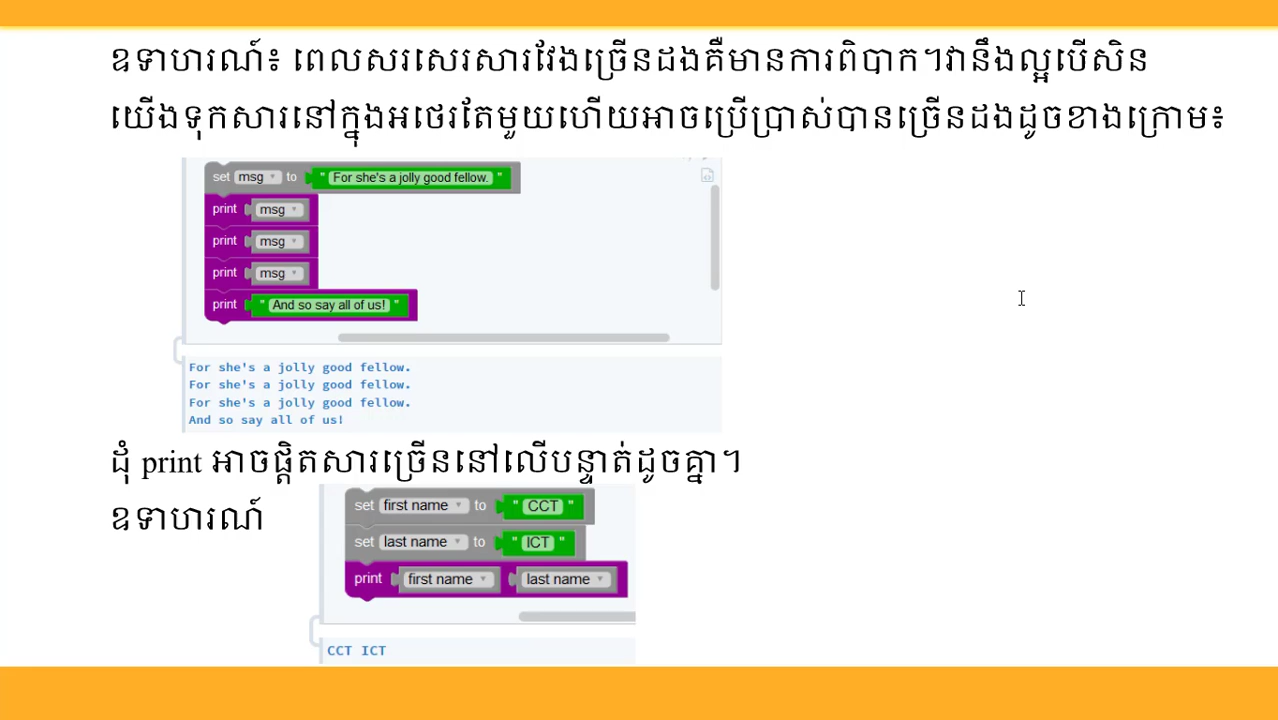 ឧទាហរណ៍៖ ពេលសរសេរសារវែងច្រើនដងគឺមានការពិបាក។វានឹងល្អបើសិន
យើងទុកសារនៅក្នុងអថេរតែមួយហើយអាចប្រើប្រាស់បានច្រើនដងដូចខាងក្រោម៖
set msg to " For she's a jolly good fellow. "
print msg
print msg
print msg
print " And so say all of us! "
For she's a jolly good fellow.
For she's a jolly good fellow.
For she's a jolly good fellow.
And so say all of us!
ដុំ print អាចផ្តិតសារច្រើននៅលើបន្ទាត់ដូចគ្នា។
ឧទាហរណ៍
set first name to " CCT "
set last name to " ICT "
print first name last name
CCT ICT